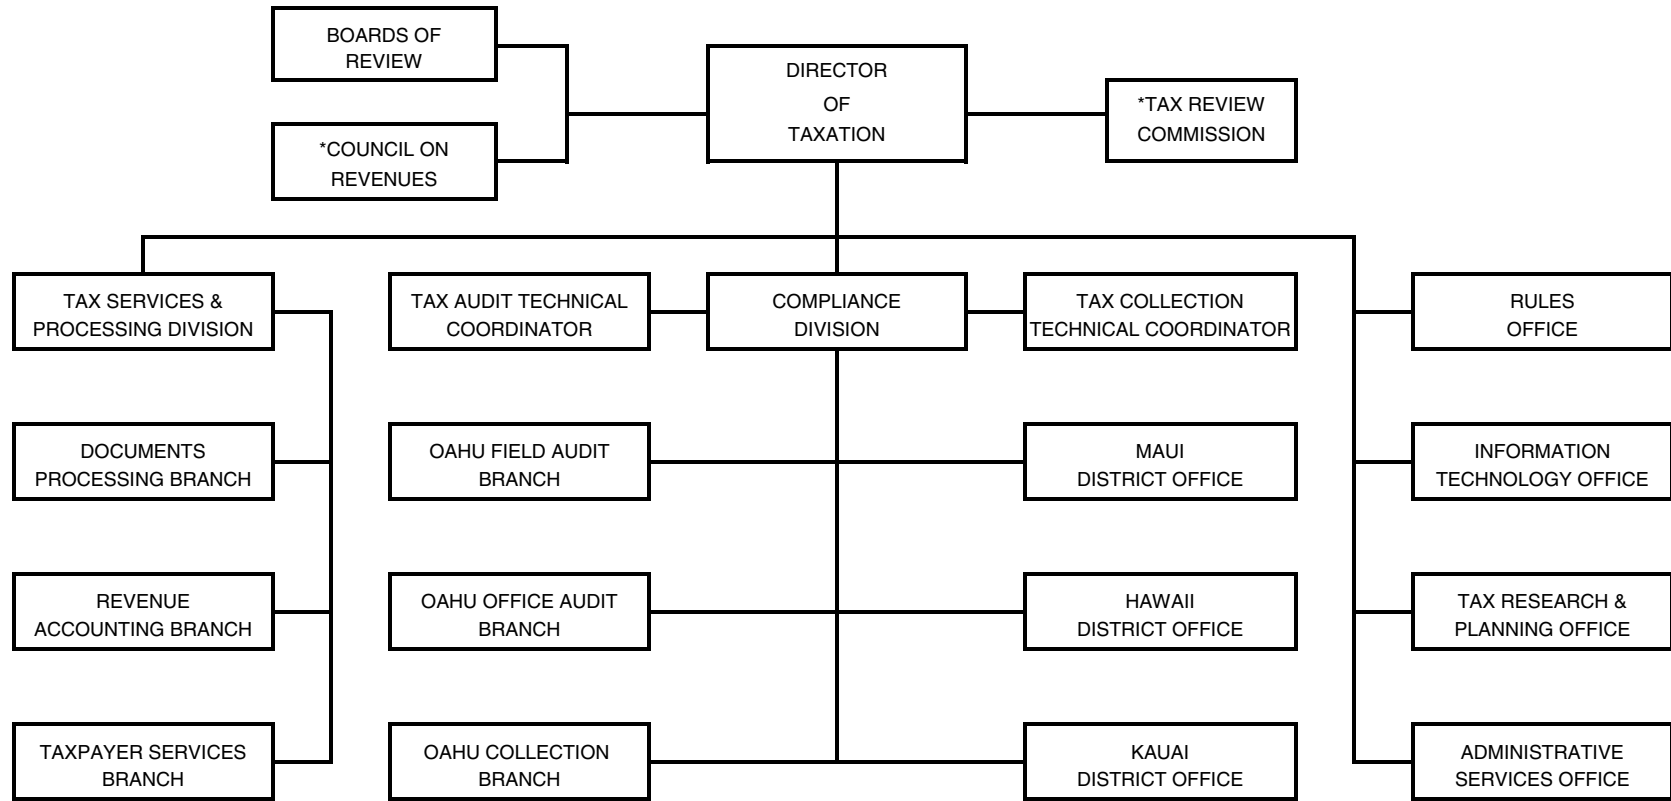 BOARDS OF
REVIEW
DIRECTOR
OF
TAXATION
*TAX REVIEW
COMMISSION
*COUNCIL ON
REVENUES
TAX SERVICES &
PROCESSING DIVISION
TAX AUDIT TECHNICAL
COORDINATOR
COMPLIANCE
DIVISION
TAX COLLECTION
TECHNICAL COORDINATOR
RULES
OFFICE
DOCUMENTS
PROCESSING BRANCH
OAHU FIELD AUDIT
BRANCH
MAUI
DISTRICT OFFICE
INFORMATION
TECHNOLOGY OFFICE
REVENUE
ACCOUNTING BRANCH
OAHU OFFICE AUDIT
BRANCH
HAWAII
DISTRICT OFFICE
TAX RESEARCH &
PLANNING OFFICE
TAXPAYER SERVICES
BRANCH
OAHU COLLECTION
BRANCH
KAUAI
DISTRICT OFFICE
ADMINISTRATIVE
SERVICES OFFICE